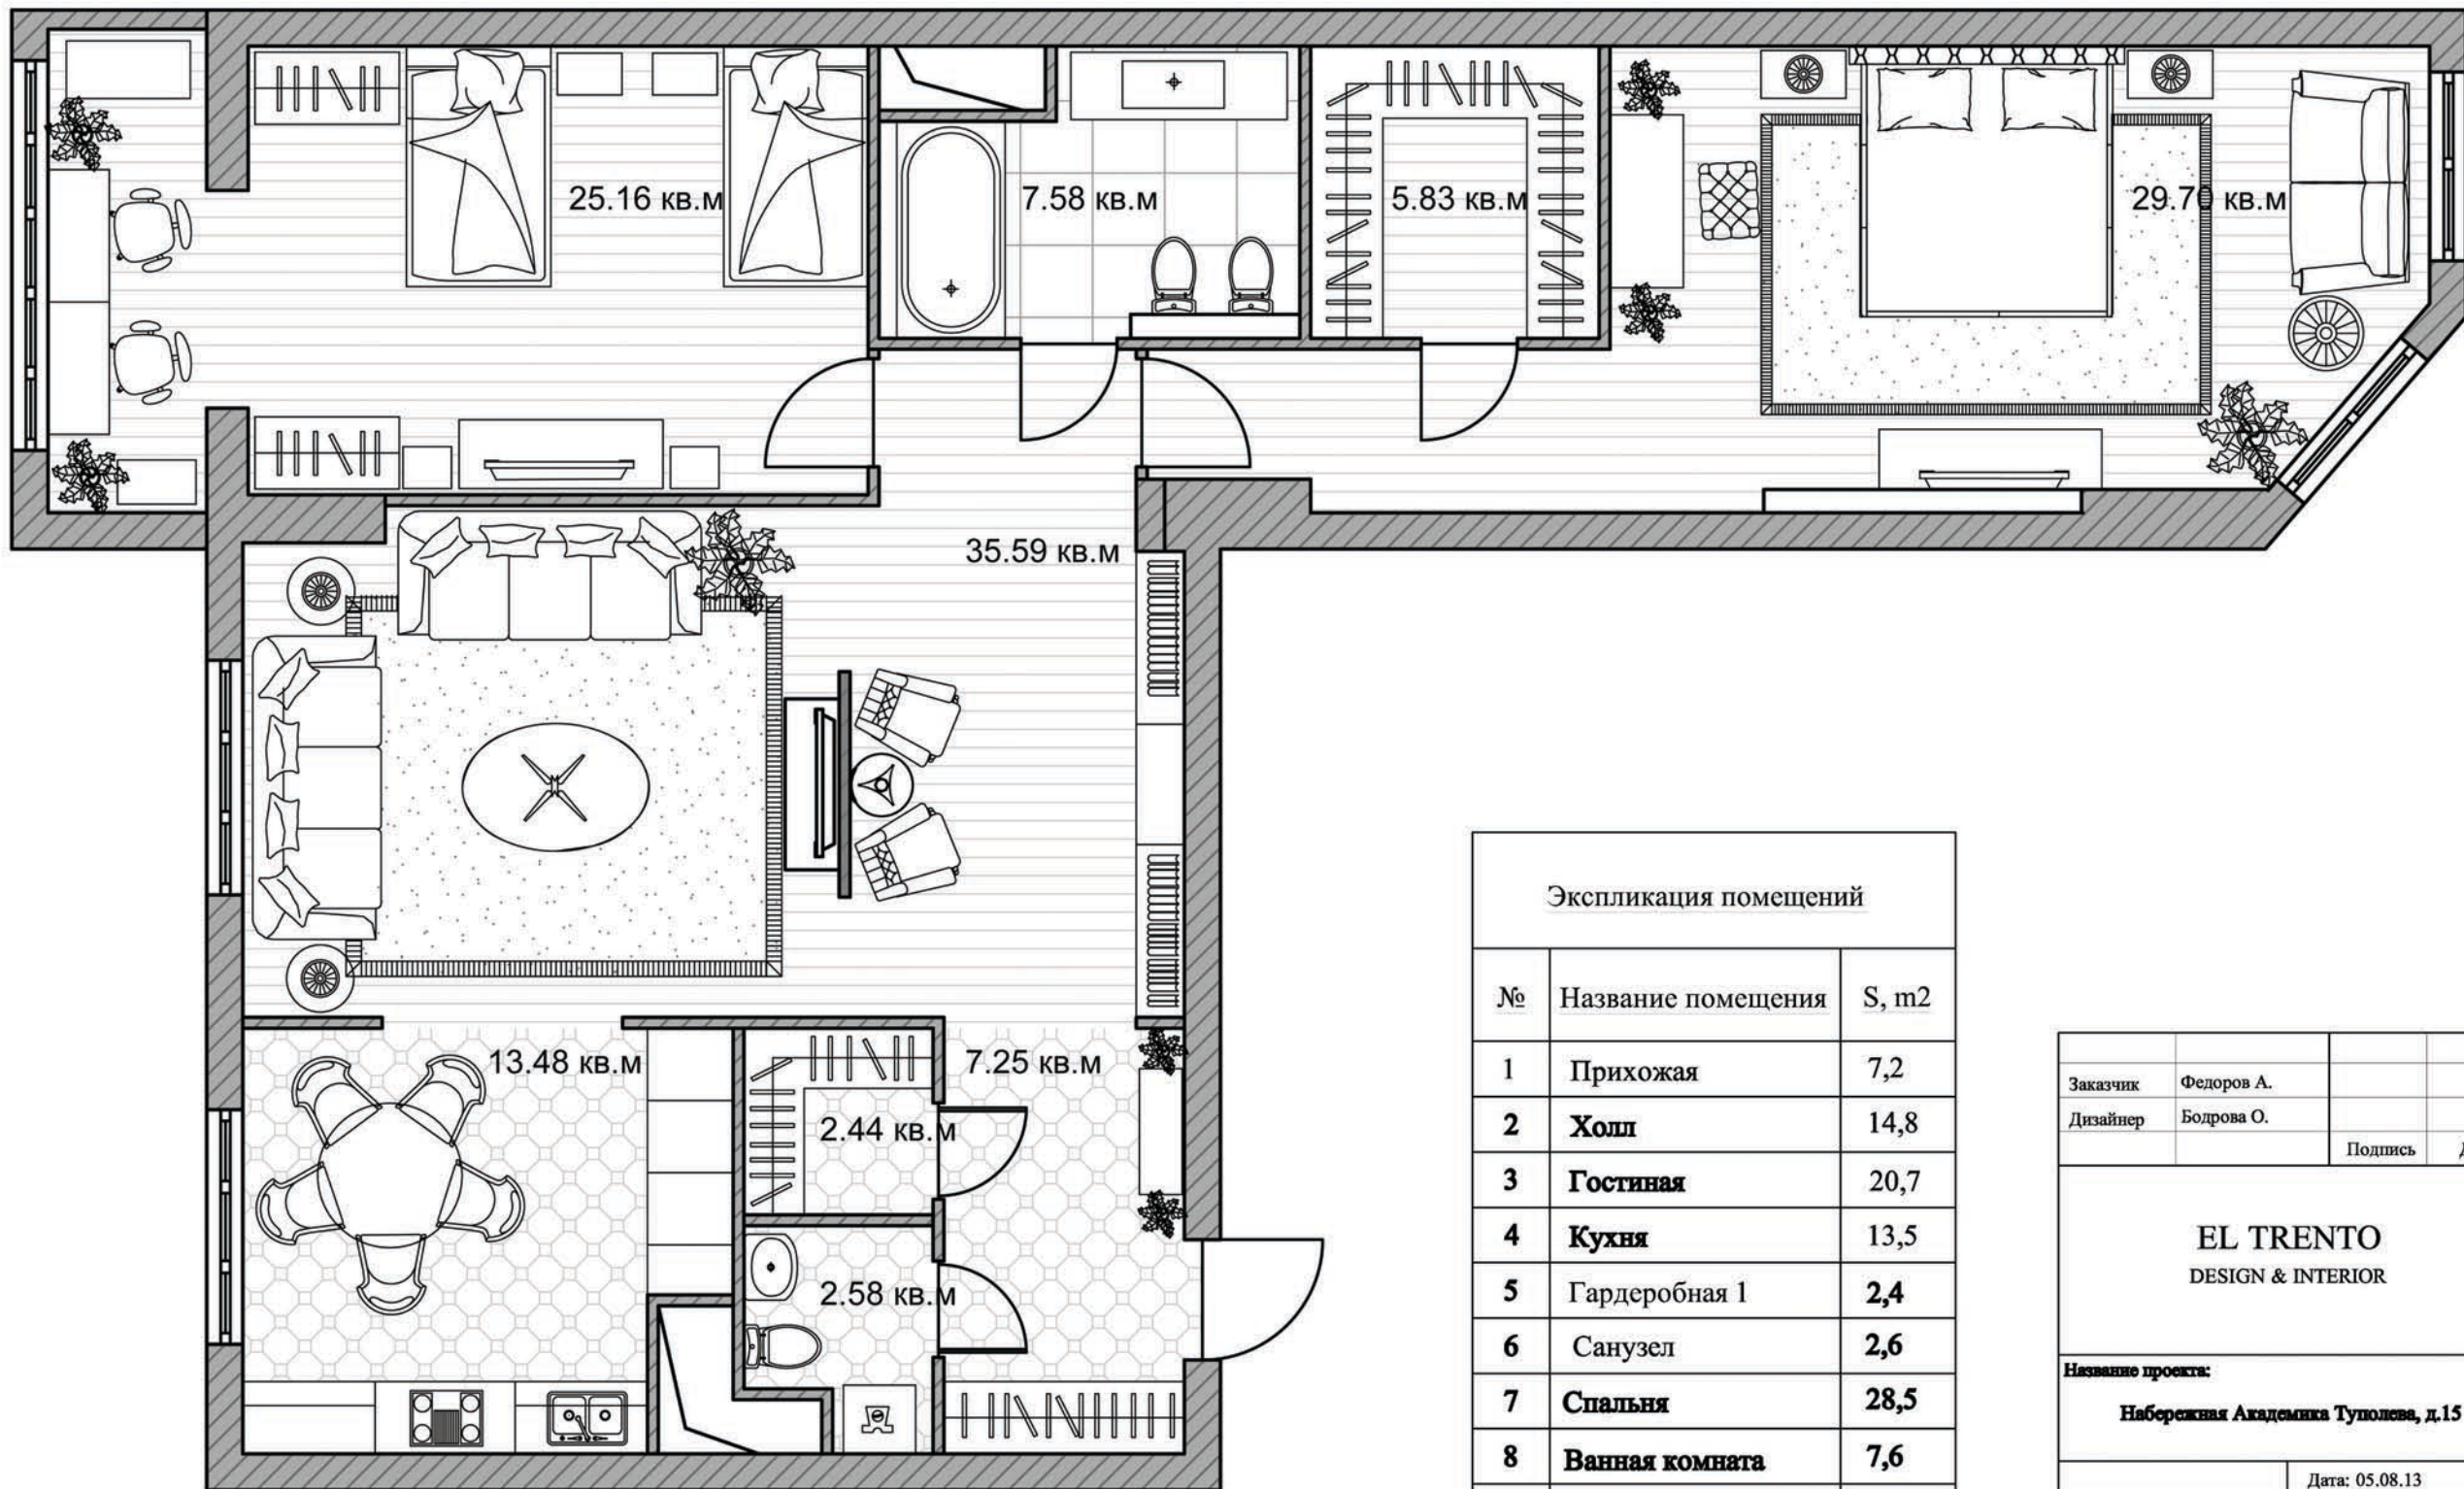 25.16 кв.м
7.58 кв.м
5.83 кв.м
29.70 кв.м
35.59 кв.м
13.48 кв.м
7.25 кв.м
2.44 кв.м
2.58 кв.м
Экспликация помещений
№ Название помещения S, m2
1 Прихожая 7,2
2 Холл 14,8
3 Гостиная 20,7
4 Кухня 13,5
5 Гардеробная 1 2,4
6 Санузел 2,6
7 Спальня 28,5
8 Ванная комната 7,6
Заказчик Федоров А.
Дизайнер Бодрова О.
Подпись
EL TRENTO
DESIGN & INTERIOR
Название проекта:
Набережная Академика Туполева, д.15
Дата: 05.08.13